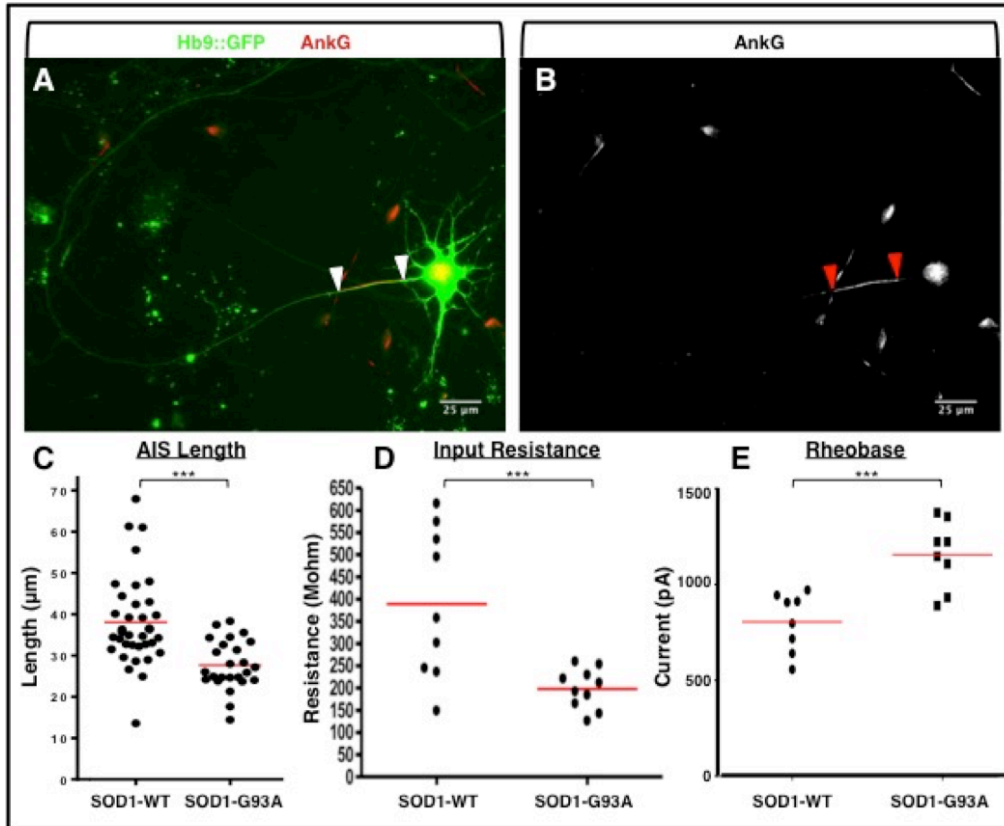 Hb9::GFP AnkG
AnkG
A
B
25 µm
25 µm
C
AIS Length
***
Length (µm)
70
60
50
40
30
20
10
0
SOD1-WT SOD1-G93A
D
Input Resistance
***
Resistance (Mohm)
650
600
550
500
450
400
350
300
250
200
150
100
50
0
SOD1-WT SOD1-G93A
E
Rheobase
***
Current (pA)
1500
1000
500
0
SOD1-WT SOD1-G93A